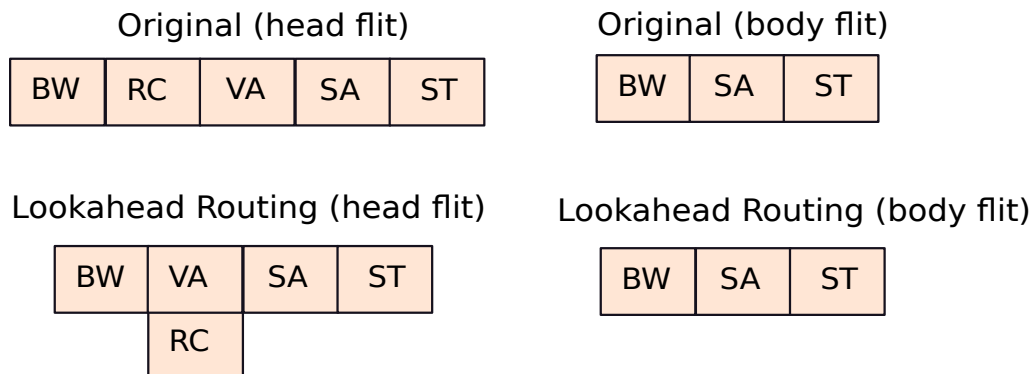 Original (head flit)
BW RC VA SA ST
Original (body flit)
BW SA ST
Lookahead Routing (head flit)
BW VA SA ST
RC
Lookahead Routing (body flit)
BW SA ST